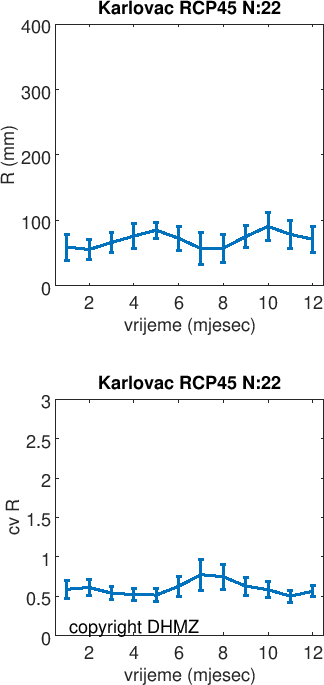 Karlovac RCP45 N:22
400
300
200
100
0
R (mm)
2 4 6 8 10 12
vrijeme (mjesec)
Karlovac RCP45 N:22
3
2.5
2
1.5
1
0.5
0
cv R
copyright DHMZ
2 4 6 8 10 12
vrijeme (mjesec)